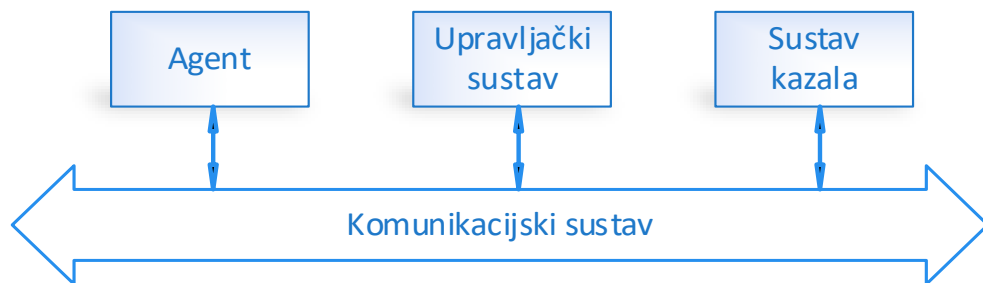 Agent
Upravljački
sustav
Sustav
kazala
Komunikacijski sustav